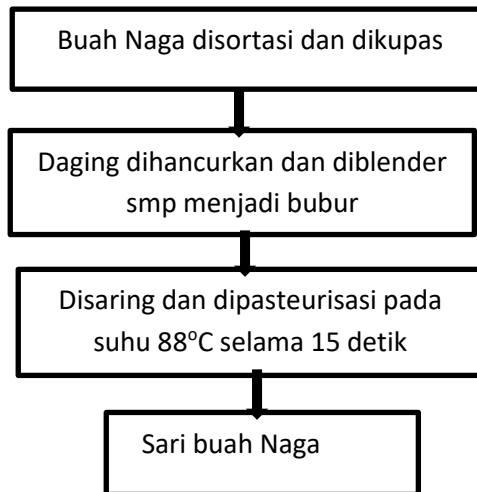 Buah Naga disortasi dan dikupas
Daging dihancurkan dan diblender
smp menjadi bubur
Disaring dan dipasteurisasi pada
suhu 88°C selama 15 detik
Sari buah Naga